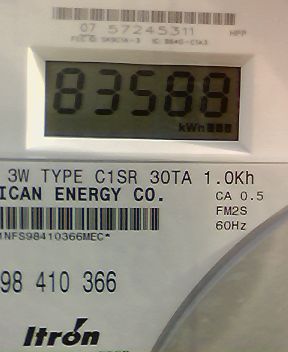 07 57245311
83588
kWh
3W TYPE C1SR 30TA 1.0Kh
ICAN ENERGY CO.
CA 0.5
FM2S
60Hz
1NFS98410366MEC*
98 410 366
Itron